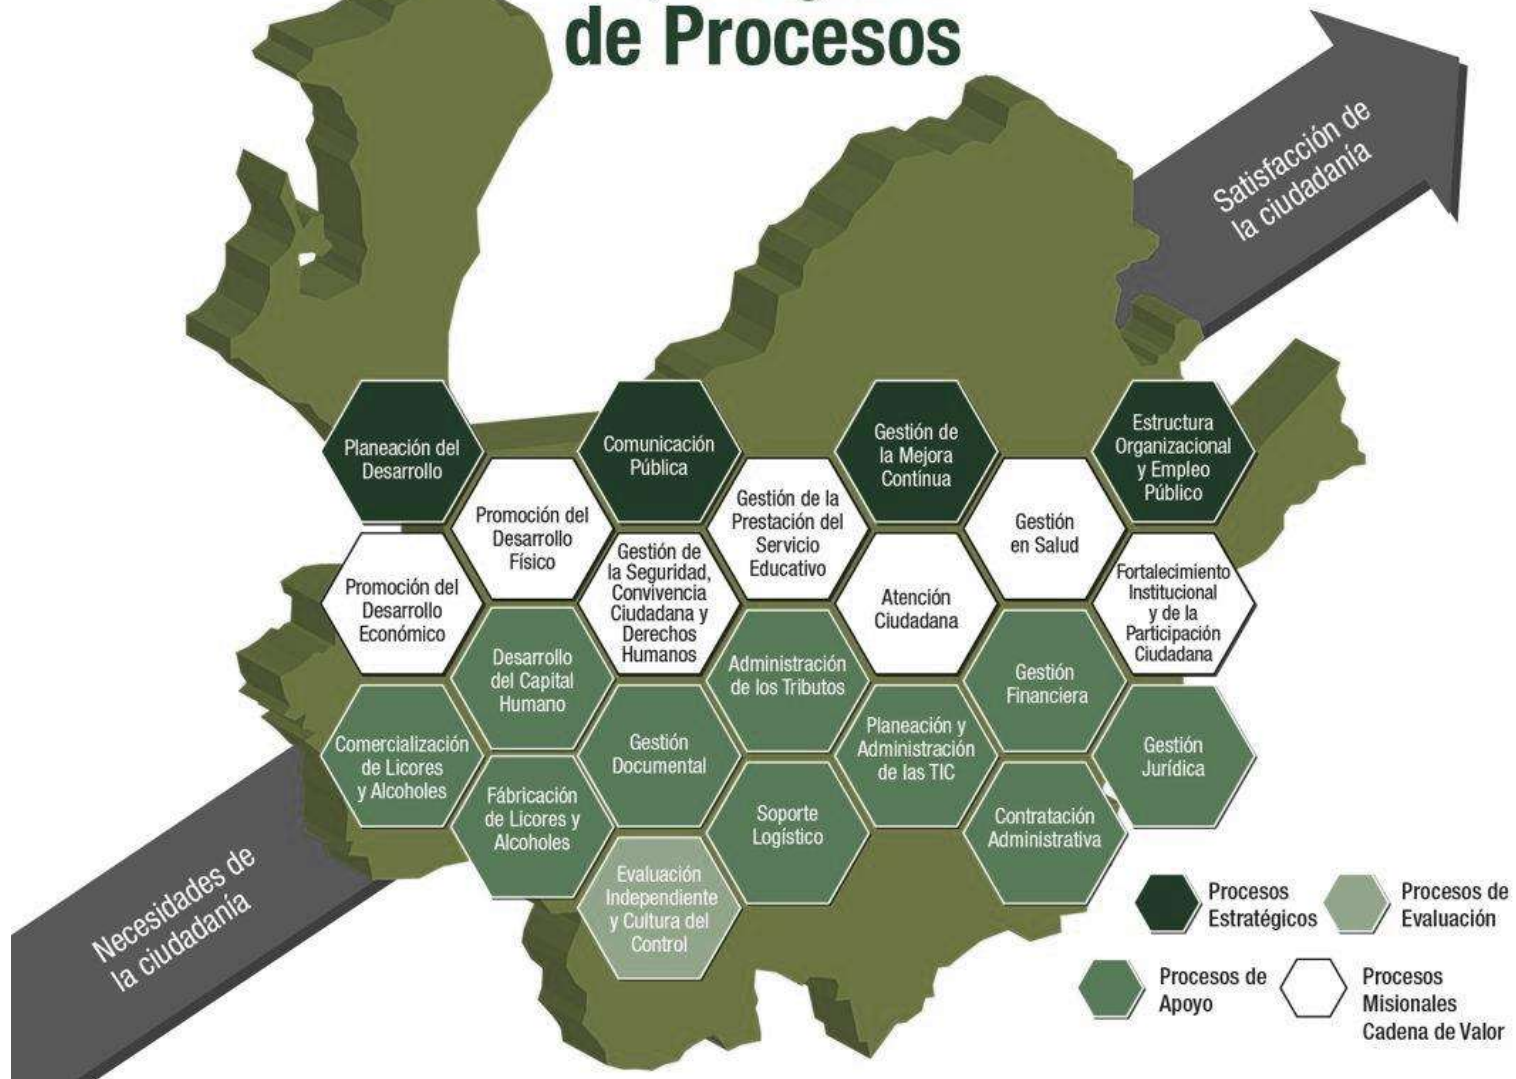 de Procesos
Satisfacción de
la ciudadanía
Planeación del
Desarrollo
Comunicación
Pública
Gestión de
la Mejora
Contínua
Estructura
Organizacional
y Empleo
Público
Promoción del
Desarrollo
Físico
Gestión de la
Prestación del
Servicio
Educativo
Gestión
en Salud
Promoción del
Desarrollo
Económico
Gestión de
la Seguridad,
Convivencia
Ciudadana y
Derechos
Humanos
Atención
Ciudadana
Fortalecimiento
Institucional
y de la
Participación
Ciudadana
Desarrollo
del Capital
Humano
Administración
de los Tributos
Gestión
Financiera
Comercialización
de Licores
y Alcoholes
Gestión
Documental
Planeación y
Administración
de las TIC
Gestión
Jurídica
Fábricación
de Licores y
Alcoholes
Soporte
Logístico
Contratación
Administrativa
Evaluación
Independiente
y Cultura del
Control
Necesidades de
la ciudadanía
Procesos
Estratégicos
Procesos de
Evaluación
Procesos de
Apoyo
Procesos
Misionales
Cadena de Valor